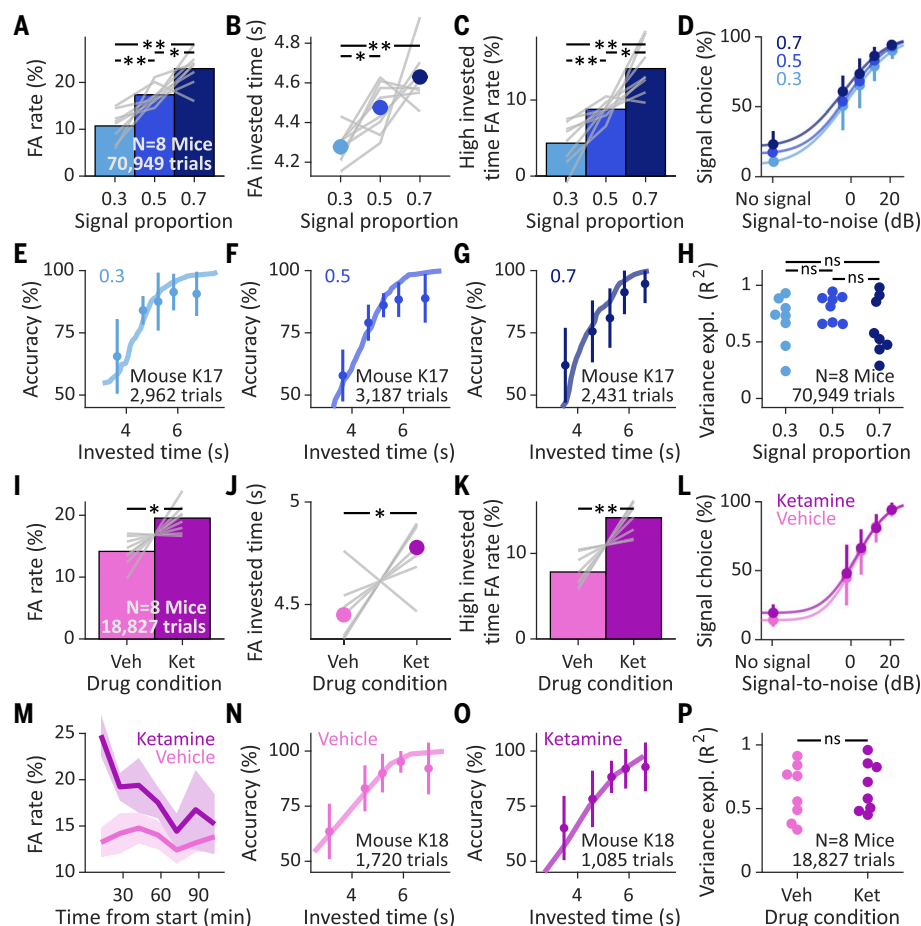 A
FA rate (%)
20
10
0
** ** *
N=8 Mice
70,949 trials
0.3 0.5 0.7
Signal proportion
B
FA invested time (s)
4.8
4.6
4.4
4.2
** *
0.3 0.5 0.7
Signal proportion
C
High invested
time FA rate (%)
10
0
** ** *
0.3 0.5 0.7
Signal proportion
D
Signal choice (%)
100
50
0
0.7
0.5
0.3
No signal 0 20
Signal-to-noise (dB)
E
Accuracy (%)
100
75
50
0.3
Mouse K17
2,962 trials
4 6
Invested time (s)
F
Accuracy (%)
100
75
50
0.5
Mouse K17
3,187 trials
4 6
Invested time (s)
G
Accuracy (%)
100
75
50
0.7
Mouse K17
2,431 trials
4 6
Invested time (s)
H
Variance expl. (R²)
1
0.5
0
ns
ns ns
N=8 Mice
70,949 trials
0.3 0.5 0.7
Signal proportion
I
FA rate (%)
20
10
0
*
N=8 Mice
18,827 trials
Veh Ket
Drug condition
J
FA invested time (s)
5
4.5
*
Veh Ket
Drug condition
K
High invested
time FA rate (%)
10
0
**
Veh Ket
Drug condition
L
Signal choice (%)
100
50
0
Ketamine
Vehicle
No signal 0 20
Signal-to-noise (dB)
M
FA rate (%)
25
20
15
10
Ketamine
Vehicle
30 60 90
Time from start (min)
N
Accuracy (%)
100
75
50
Vehicle
Mouse K18
1,720 trials
4 6
Invested time (s)
O
Accuracy (%)
100
75
50
Ketamine
Mouse K18
1,085 trials
4 6
Invested time (s)
P
Variance expl. (R²)
1
0.5
0
ns
N=8 Mice
18,827 trials
Veh Ket
Drug condition